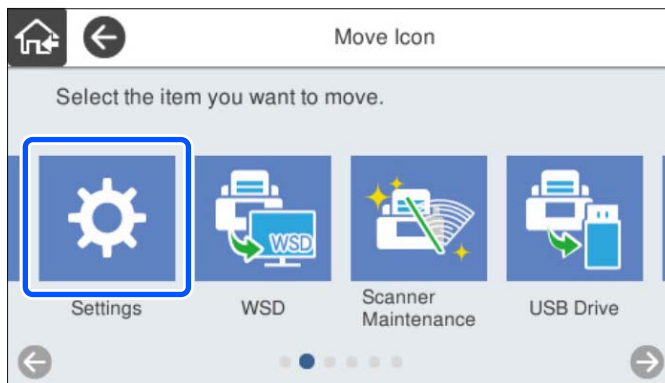 Move Icon
Select the item you want to move.
WSD
Settings
WSD
Scanner
Maintenance
USB Drive